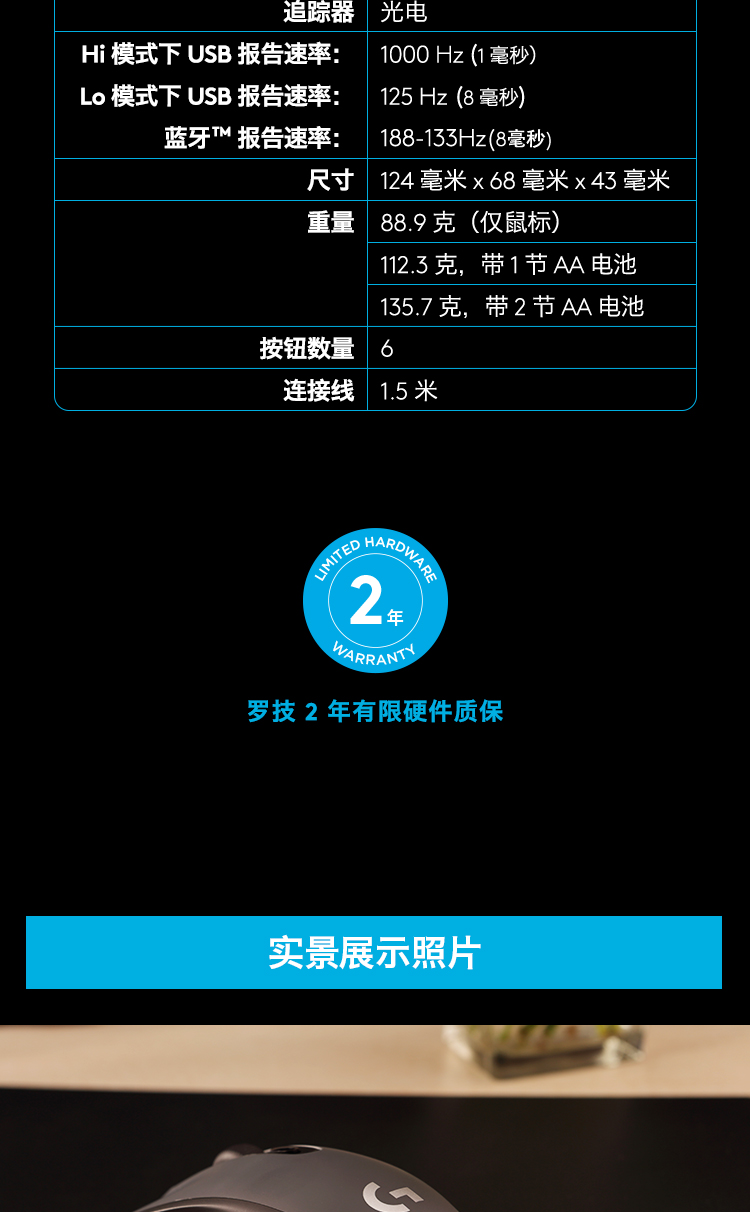 追踪器 光电
Hi 模式下 USB 报告速率： 1000 Hz (1 毫秒)
Lo 模式下 USB 报告速率： 125 Hz (8 毫秒)
蓝牙™ 报告速率： 188-133Hz(8毫秒)
尺寸 124 毫米 x 68 毫米 x 43 毫米
重量 88.9 克（仅鼠标）
112.3 克，带 1 节 AA 电池
135.7 克，带 2 节 AA 电池
按钮数量 6
连接线 1.5 米
LIMITED HARDWARE
2年
WARRANTY
罗技 2 年有限硬件质保
实景展示照片